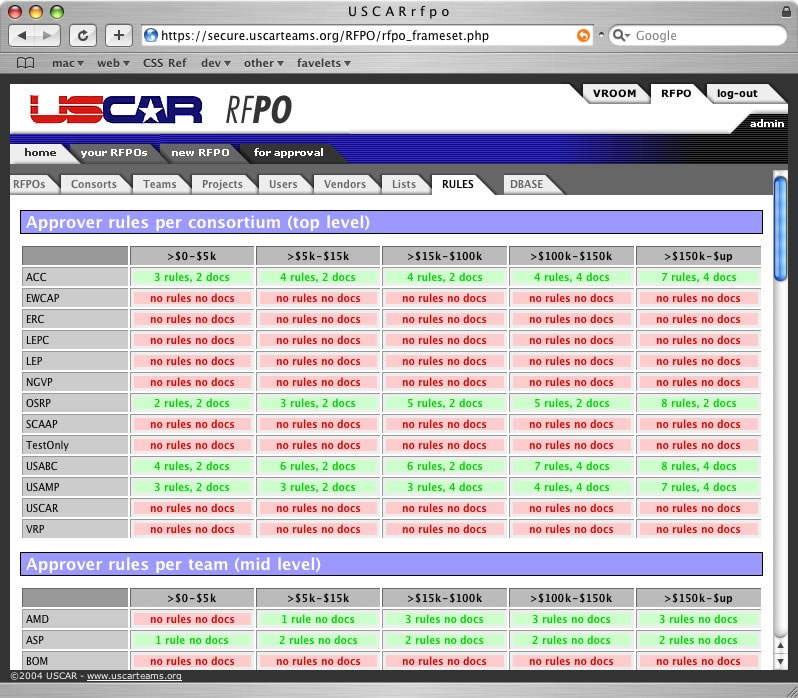 USCARrfpo
https://secure.uscarteams.org/RFPO/rfpo_frameset.php Google
mac web CSS Ref dev other favelets
USCAR RFPO VROOM RFPO log-out
admin
home your RFPOs new RFPO for approval
RFPOs Consorts Teams Projects Users Vendors Lists RULES DBASE
Approver rules per consortium (top level)
>$0-$5k >$5k-$15k >$15k-$100k >$100k-$150k >$150k-$up
ACC 3 rules, 2 docs 4 rules, 2 docs 4 rules, 2 docs 4 rules, 4 docs 7 rules, 4 docs
EWCAP no rules no docs no rules no docs no rules no docs no rules no docs no rules no docs
ERC no rules no docs no rules no docs no rules no docs no rules no docs no rules no docs
LEPC no rules no docs no rules no docs no rules no docs no rules no docs no rules no docs
LEP no rules no docs no rules no docs no rules no docs no rules no docs no rules no docs
NGVP no rules no docs no rules no docs no rules no docs no rules no docs no rules no docs
OSRP 2 rules, 2 docs 3 rules, 2 docs 5 rules, 2 docs 5 rules, 2 docs 8 rules, 2 docs
SCAAP no rules no docs no rules no docs no rules no docs no rules no docs no rules no docs
TestOnly no rules no docs no rules no docs no rules no docs no rules no docs no rules no docs
USABC 4 rules, 2 docs 6 rules, 2 docs 6 rules, 2 docs 7 rules, 4 docs 8 rules, 4 docs
USAMP 3 rules, 2 docs 3 rules, 2 docs 3 rules, 4 docs 4 rules, 4 docs 7 rules, 4 docs
USCAR no rules no docs no rules no docs no rules no docs no rules no docs no rules no docs
VRP no rules no docs no rules no docs no rules no docs no rules no docs no rules no docs
Approver rules per team (mid level)
>$0-$5k >$5k-$15k >$15k-$100k >$100k-$150k >$150k-$up
AMD no rules no docs 1 rule no docs 3 rules no docs 3 rules no docs 3 rules no docs
ASP 1 rule no docs 2 rules no docs 2 rules no docs 2 rules no docs 2 rules no docs
BOM no rules no docs no rules no docs no rules no docs no rules no docs no rules no docs
©2004 USCAR - www.uscarteams.org